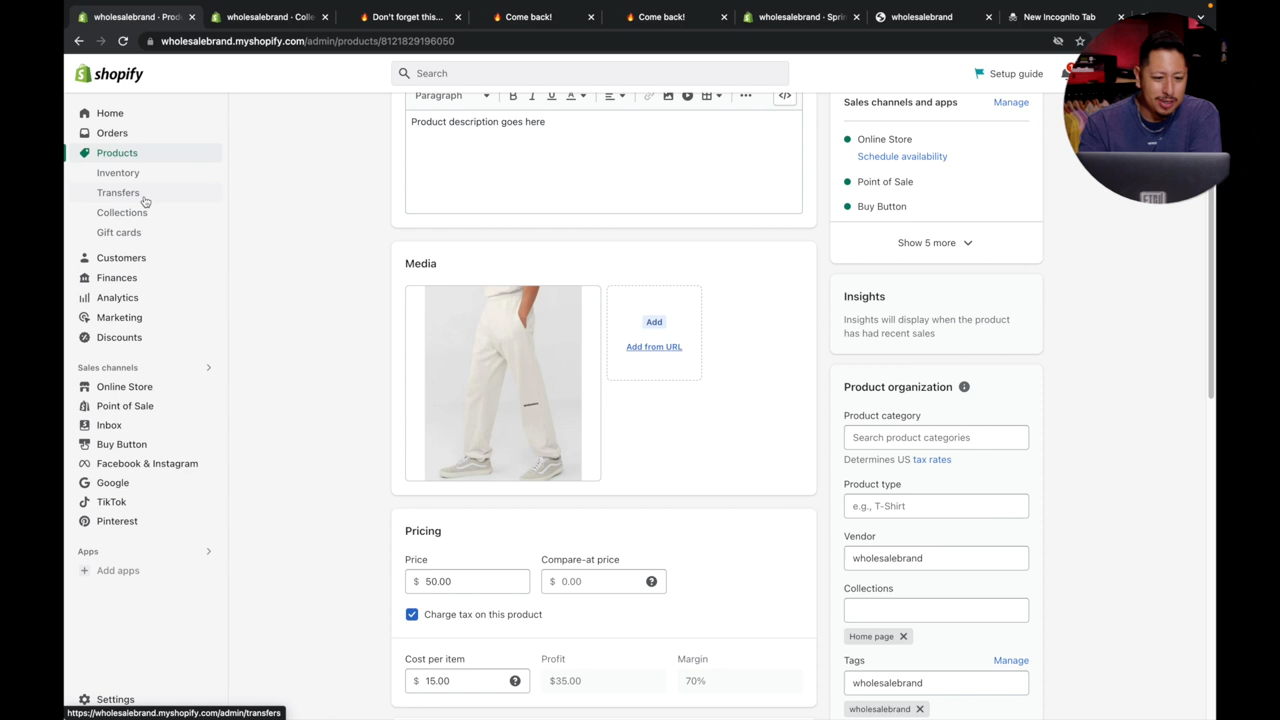 wholesalebrand · Produ
wholesalebrand · Colle
🔥 Don't forget this...
🔥 Come back!
🔥 Come back!
wholesalebrand · Sprin
wholesalebrand
New Incognito Tab
wholesalebrand.myshopify.com/admin/products/8121829196050
shopify
Search
Setup guide
Home
Orders
Products
Inventory
Transfers
Collections
Gift cards
Customers
Finances
Analytics
Marketing
Discounts
Sales channels
Online Store
Point of Sale
Inbox
Buy Button
Facebook & Instagram
Google
TikTok
Pinterest
Apps
Add apps
Settings
https://wholesalebrand.myshopify.com/admin/transfers
Paragraph B I U A ... </>
Product description goes here
Media
Add
Add from URL
Pricing
Price Compare-at price
$ 50.00 $ 0.00
Charge tax on this product
Cost per item Profit Margin
$ 15.00 $35.00 70%
Sales channels and apps Manage
Online Store
Schedule availability
Point of Sale
Buy Button
Show 5 more
Insights
Insights will display when the product
has had recent sales
Product organization
Product category
Search product categories
Determines US tax rates
Product type
e.g., T-Shirt
Vendor
wholesalebrand
Collections
Home page
Tags Manage
wholesalebrand
wholesalebrand